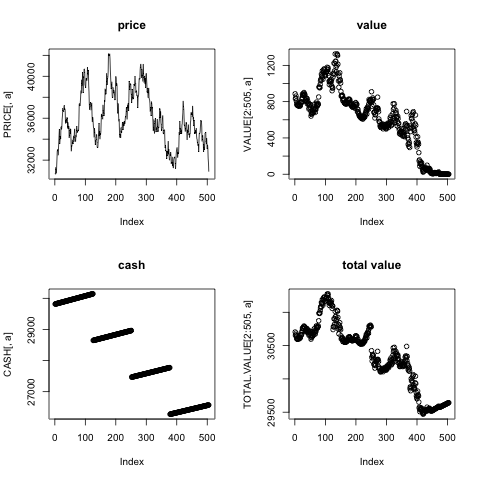 price
PRICE[, a]
32000 36000 40000
0 100 200 300 400 500
Index
value
VALUE[2:505, a]
0 400 800 1200
0 100 200 300 400 500
Index
cash
CASH[, a]
27000 29000
0 100 200 300 400 500
Index
total value
TOTAL.VALUE[2:505, a]
29500 30500
0 100 200 300 400 500
Index